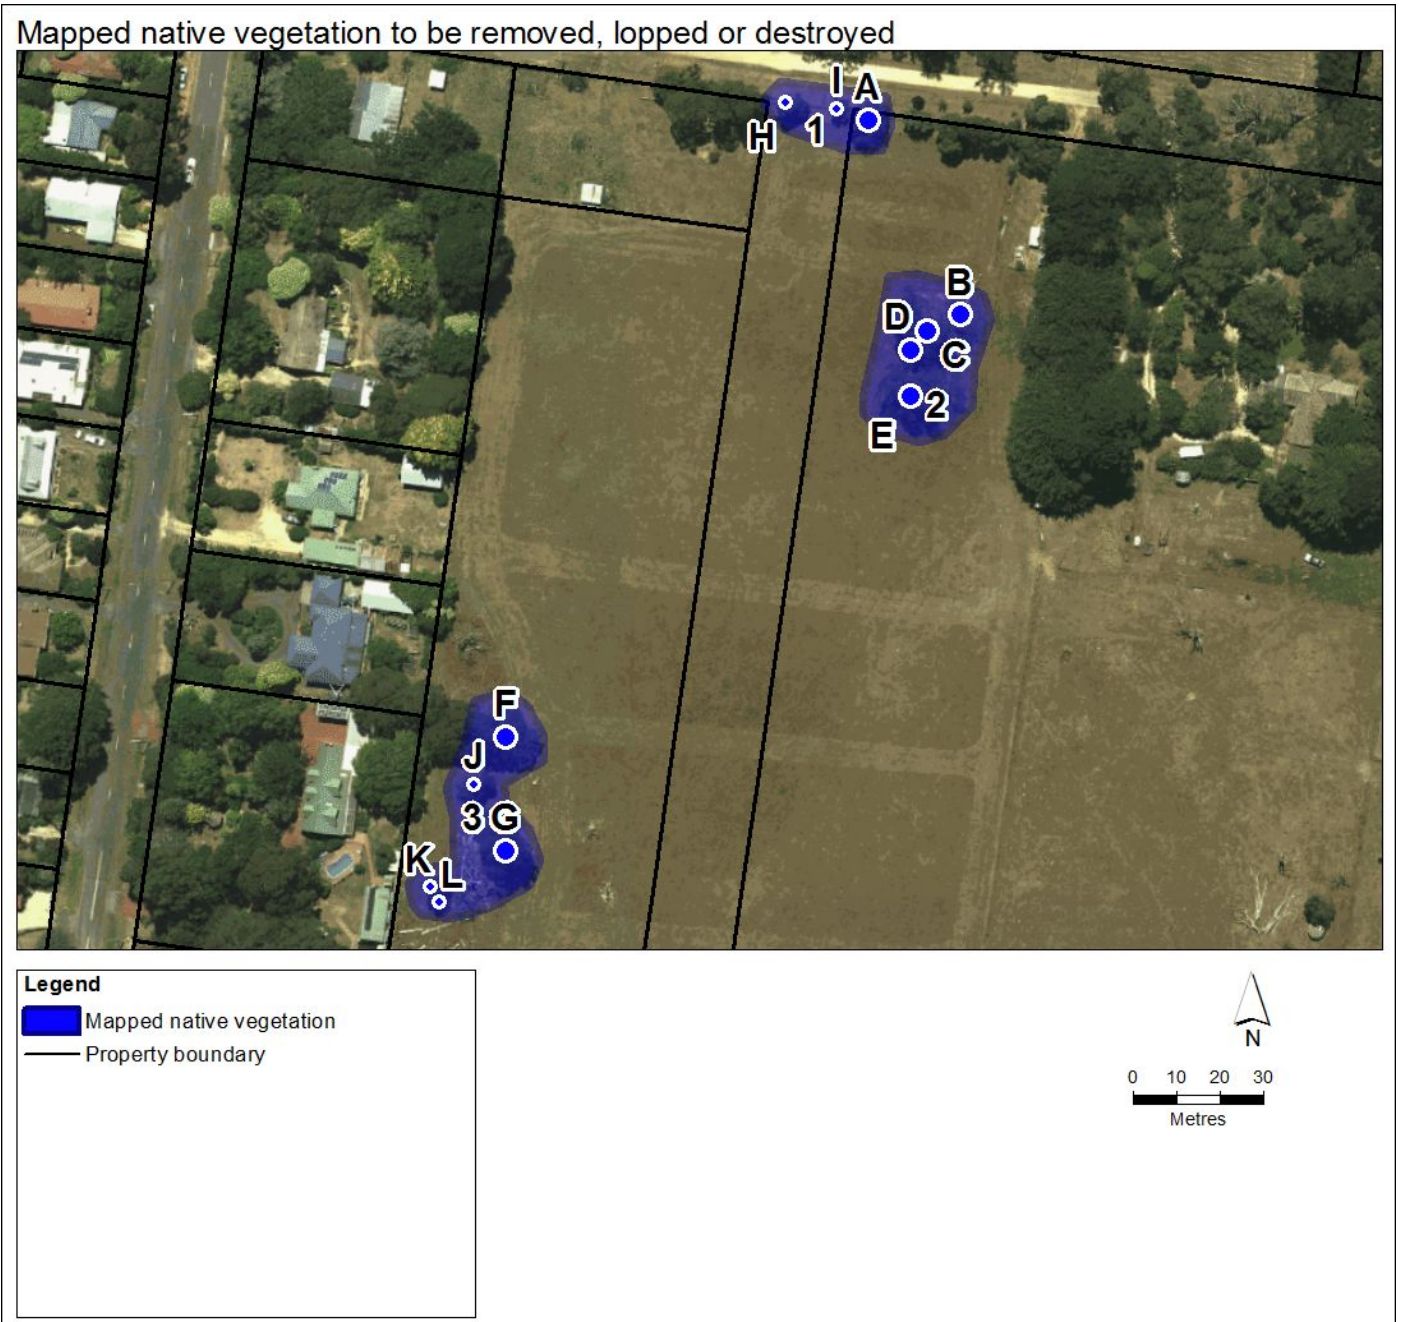 Mapped native vegetation to be removed, lopped or destroyed
I A
H 1
B
D
C
2
E
F
J
3 G
K L
Legend
Mapped native vegetation
Property boundary
N
0 10 20 30
Metres